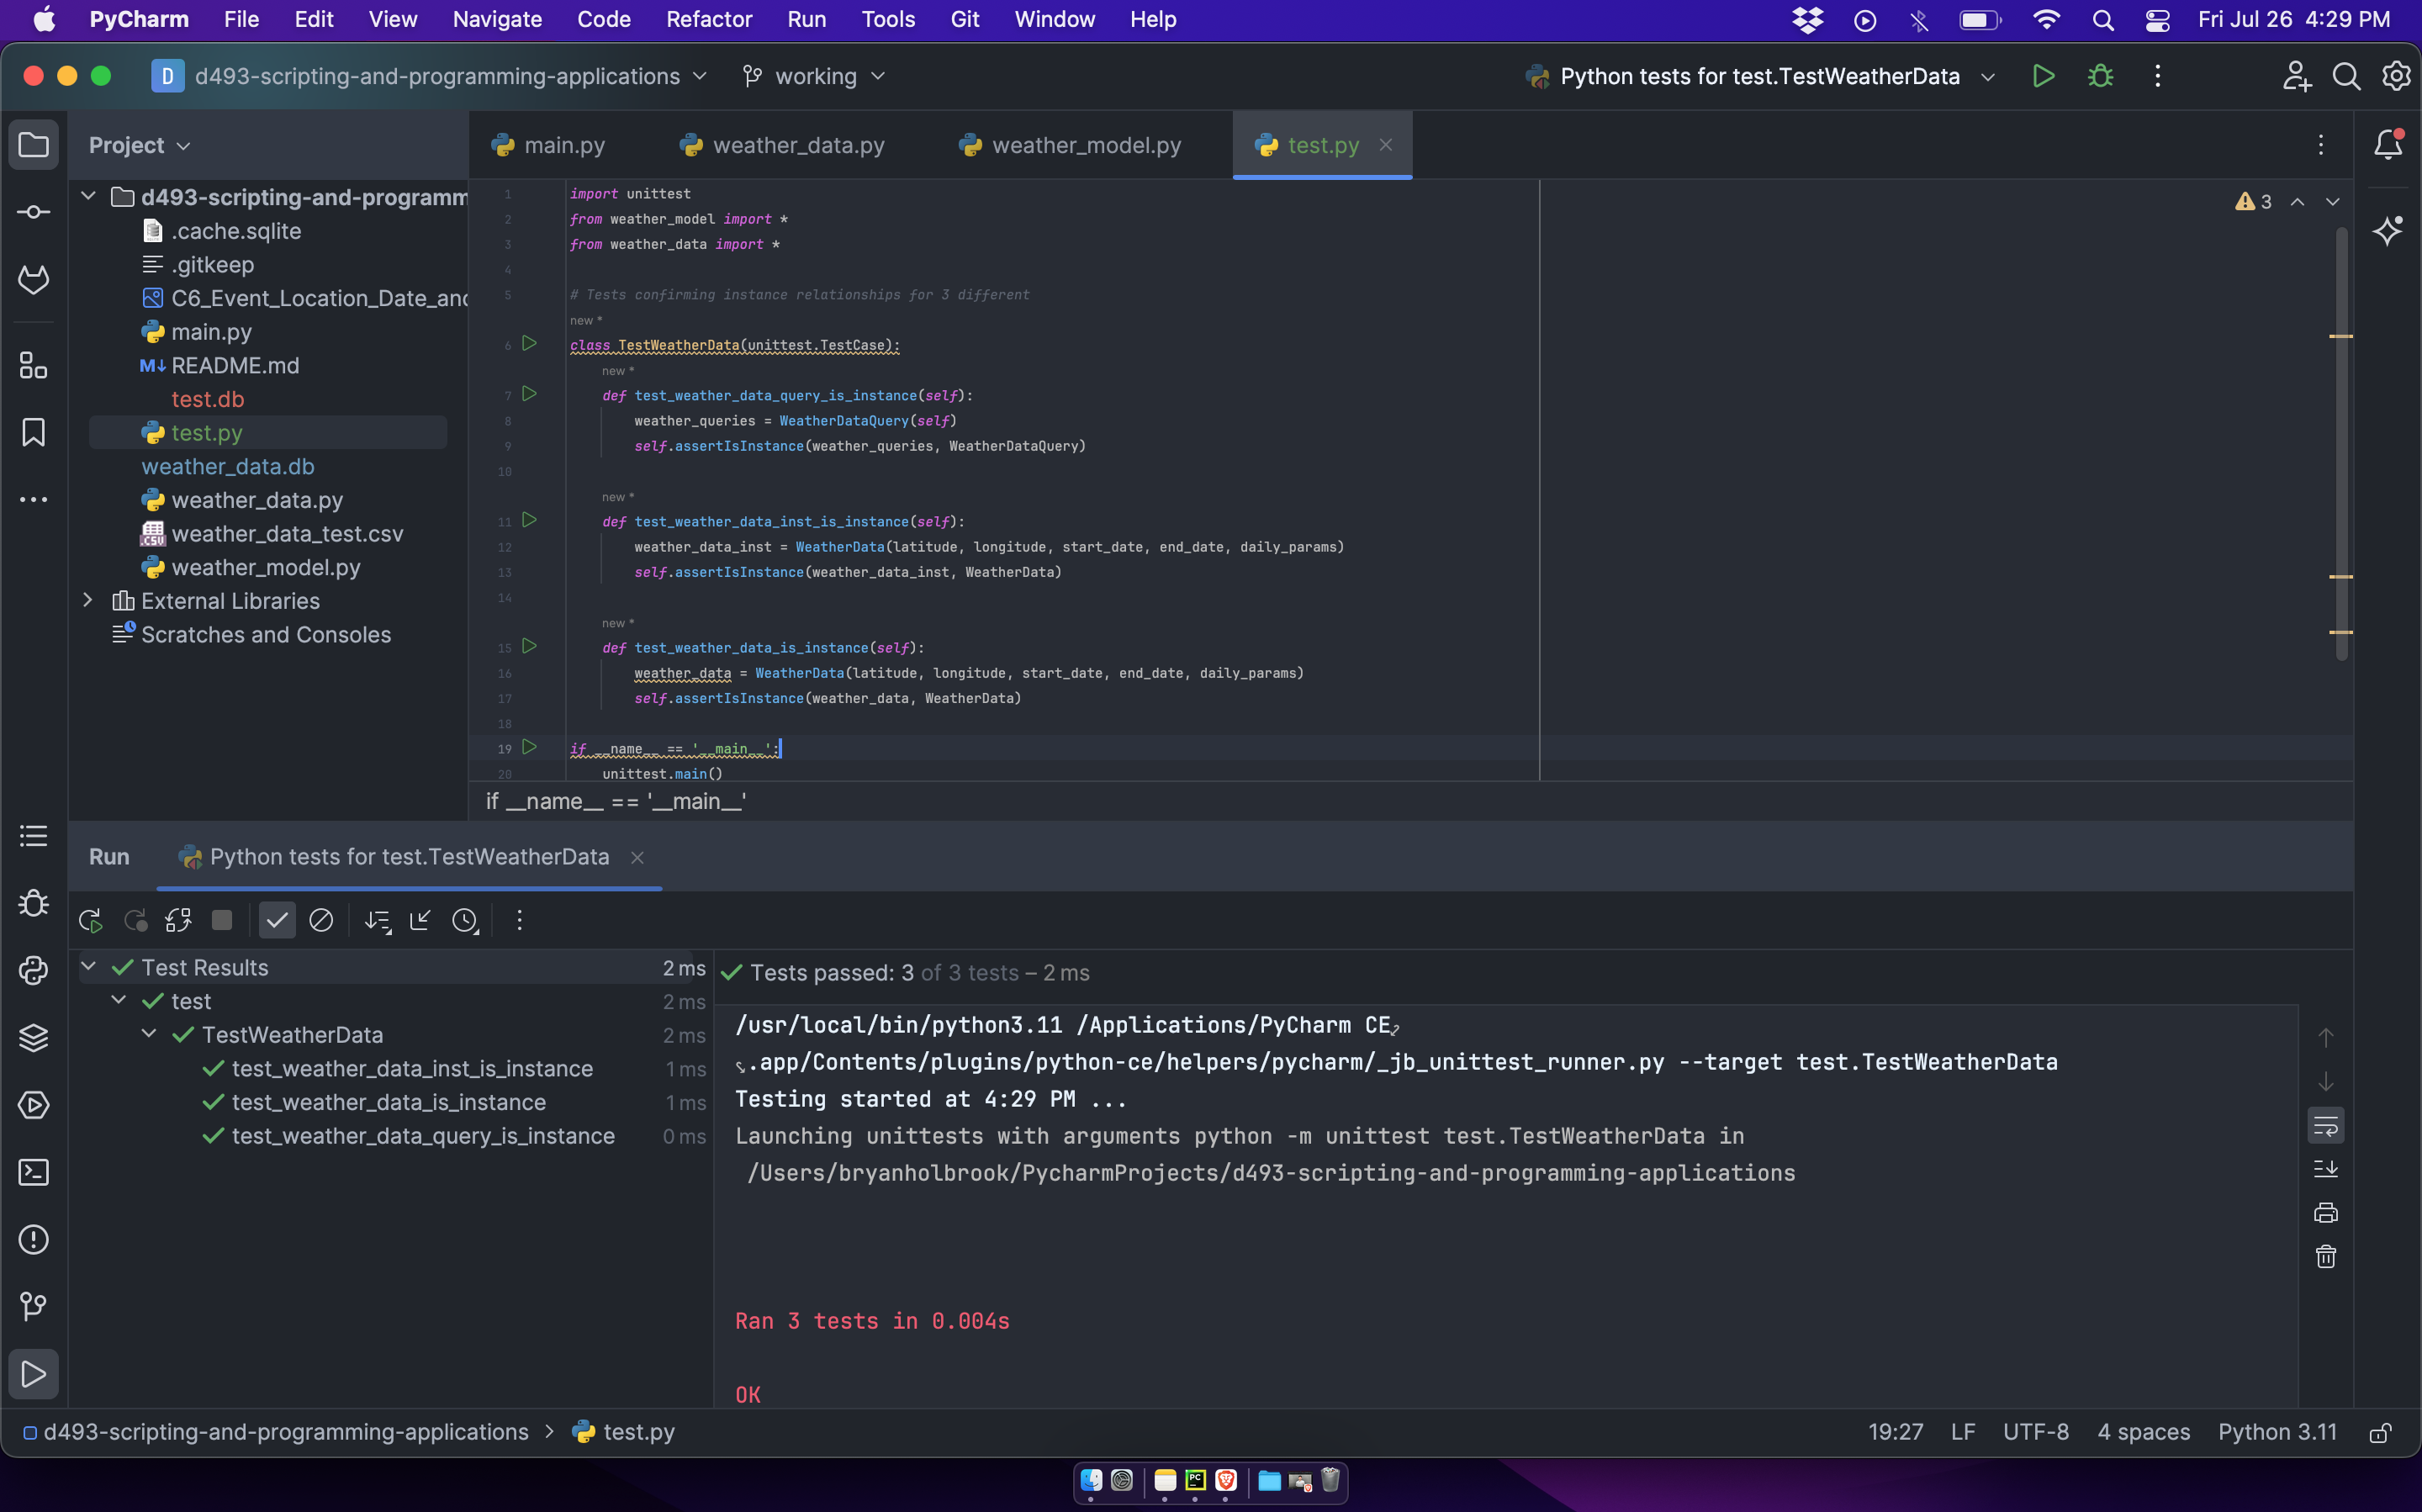 PyCharm File Edit View Navigate Code Refactor Run Tools Git Window Help Fri Jul 26 4:29 PM
D d493-scripting-and-programming-applications working Python tests for test.TestWeatherData
Project
main.py weather_data.py weather_model.py test.py
d493-scripting-and-programm
.cache.sqlite
.gitkeep
C6_Event_Location_Date_and
main.py
M↓ README.md
test.db
test.py
weather_data.db
weather_data.py
CSV weather_data_test.csv
weather_model.py
External Libraries
Scratches and Consoles
3
1 import unittest
2 from weather_model import *
3 from weather_data import *
4
5 # Tests confirming instance relationships for 3 different
new *
6 class TestWeatherData(unittest.TestCase):
new *
7 def test_weather_data_query_is_instance(self):
8 weather_queries = WeatherDataQuery(self)
9 self.assertIsInstance(weather_queries, WeatherDataQuery)
10
new *
11 def test_weather_data_inst_is_instance(self):
12 weather_data_inst = WeatherData(latitude, longitude, start_date, end_date, daily_params)
13 self.assertIsInstance(weather_data_inst, WeatherData)
14
new *
15 def test_weather_data_is_instance(self):
16 weather_data = WeatherData(latitude, longitude, start_date, end_date, daily_params)
17 self.assertIsInstance(weather_data, WeatherData)
18
19 if __name__ == '__main__':
20 unittest.main()
if __name__ == '__main__'
Run Python tests for test.TestWeatherData
Test Results 2 ms
test 2 ms
TestWeatherData 2 ms
test_weather_data_inst_is_instance 1 ms
test_weather_data_is_instance 1 ms
test_weather_data_query_is_instance 0 ms
Tests passed: 3 of 3 tests – 2 ms
/usr/local/bin/python3.11 /Applications/PyCharm CE
.app/Contents/plugins/python-ce/helpers/pycharm/_jb_unittest_runner.py --target test.TestWeatherData
Testing started at 4:29 PM ...
Launching unittests with arguments python -m unittest test.TestWeatherData in
/Users/bryanholbrook/PycharmProjects/d493-scripting-and-programming-applications
Ran 3 tests in 0.004s
OK
d493-scripting-and-programming-applications > test.py 19:27 LF UTF-8 4 spaces Python 3.11
PC